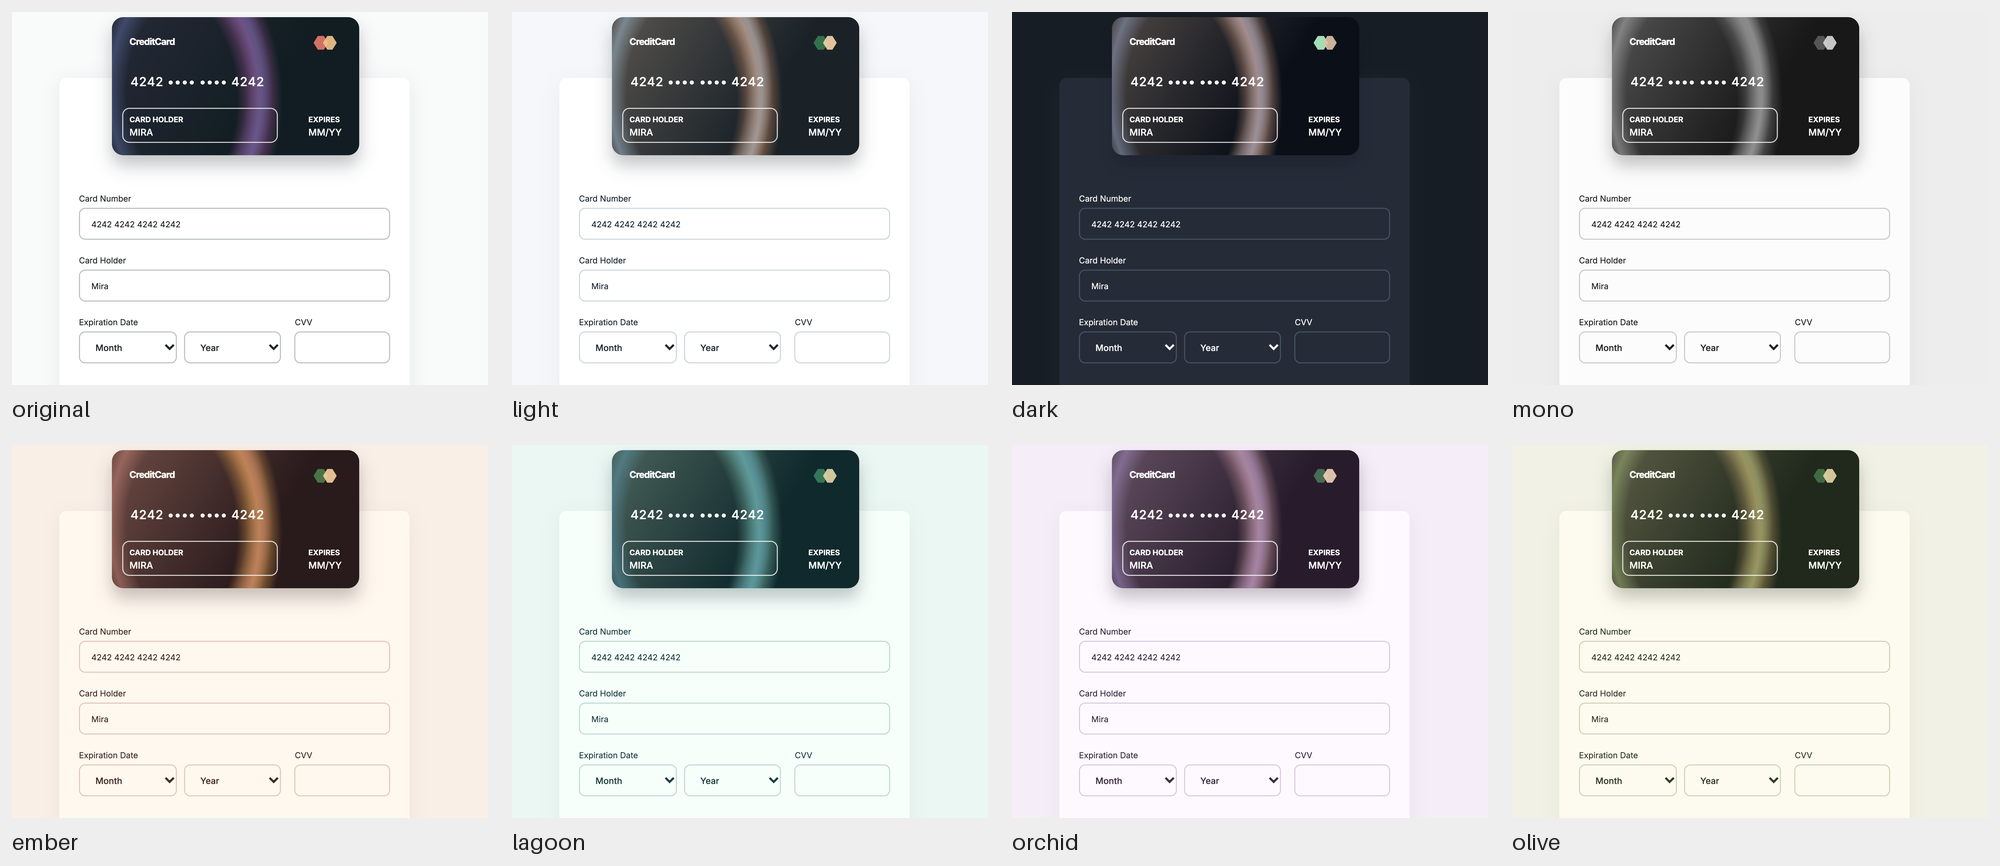 CreditCard
4242 •••• •••• 4242
CARD HOLDER EXPIRES
MIRA MM/YY
Card Number
4242 4242 4242 4242
Card Holder
Mira
Expiration Date CVV
Month Year
original
CreditCard
4242 •••• •••• 4242
CARD HOLDER EXPIRES
MIRA MM/YY
Card Number
4242 4242 4242 4242
Card Holder
Mira
Expiration Date CVV
Month Year
light
CreditCard
4242 •••• •••• 4242
CARD HOLDER EXPIRES
MIRA MM/YY
Card Number
4242 4242 4242 4242
Card Holder
Mira
Expiration Date CVV
Month Year
dark
CreditCard
4242 •••• •••• 4242
CARD HOLDER EXPIRES
MIRA MM/YY
Card Number
4242 4242 4242 4242
Card Holder
Mira
Expiration Date CVV
Month Year
mono
CreditCard
4242 •••• •••• 4242
CARD HOLDER EXPIRES
MIRA MM/YY
Card Number
4242 4242 4242 4242
Card Holder
Mira
Expiration Date CVV
Month Year
ember
CreditCard
4242 •••• •••• 4242
CARD HOLDER EXPIRES
MIRA MM/YY
Card Number
4242 4242 4242 4242
Card Holder
Mira
Expiration Date CVV
Month Year
lagoon
CreditCard
4242 •••• •••• 4242
CARD HOLDER EXPIRES
MIRA MM/YY
Card Number
4242 4242 4242 4242
Card Holder
Mira
Expiration Date CVV
Month Year
orchid
CreditCard
4242 •••• •••• 4242
CARD HOLDER EXPIRES
MIRA MM/YY
Card Number
4242 4242 4242 4242
Card Holder
Mira
Expiration Date CVV
Month Year
olive